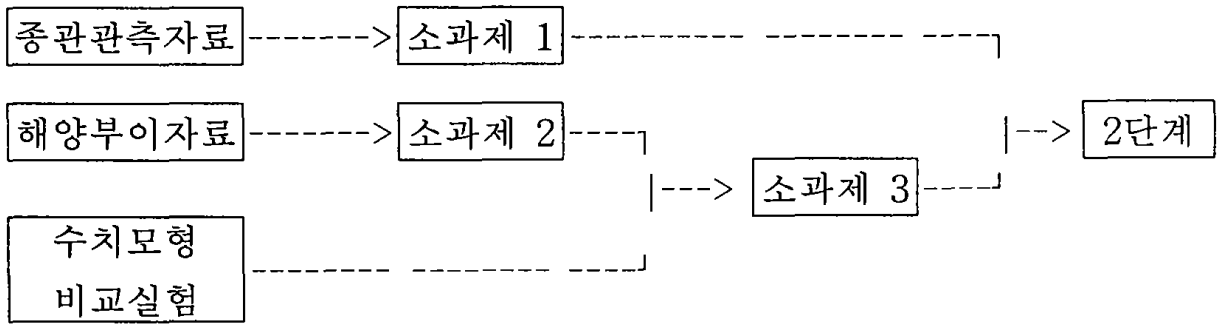 종관관측자료
소과제 1
해양부이자료
소과제 2
2단계
소과제 3
수치모형
비교실험